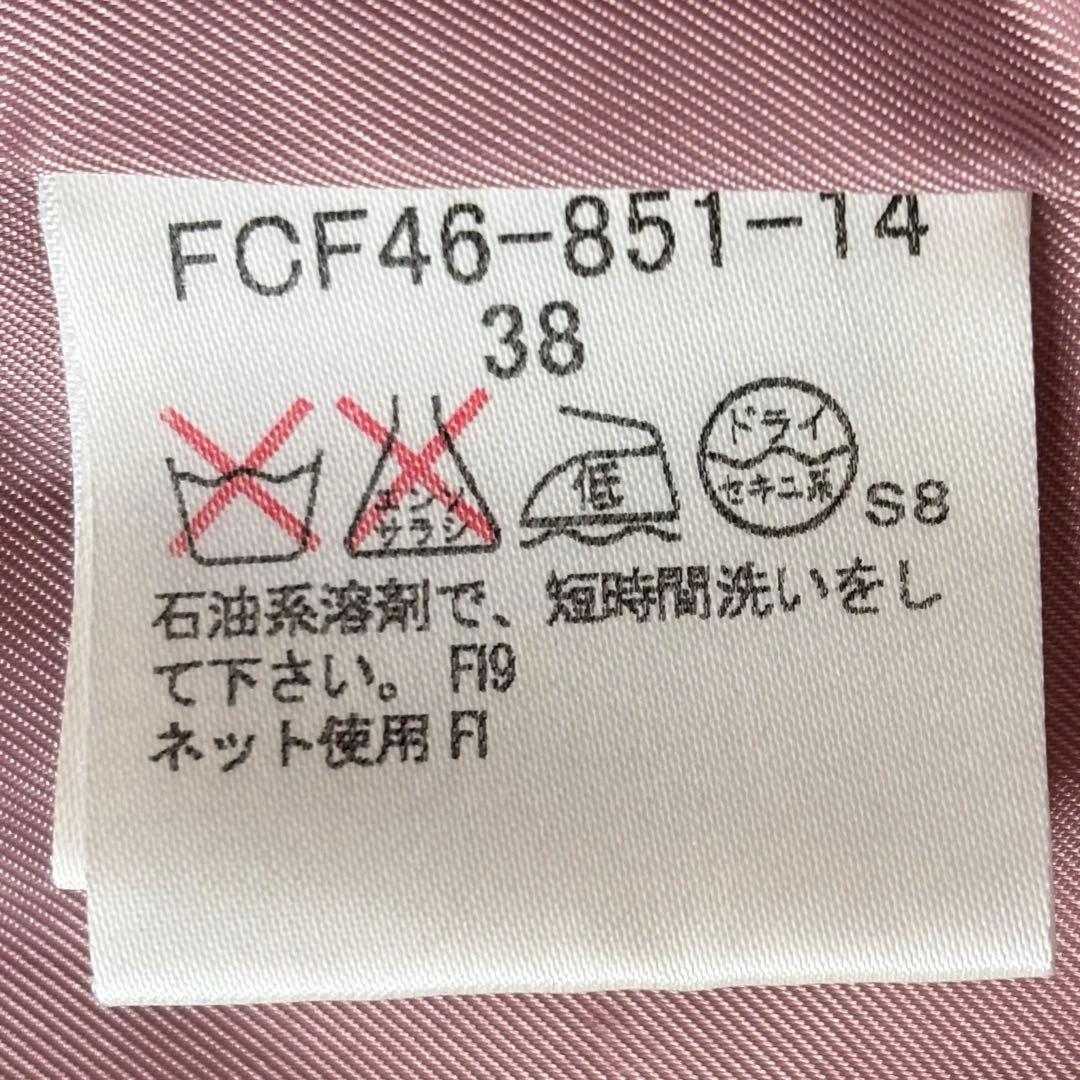 FCF46-851-14
38
エンソ
サラシ
低
ドライ
セキユ系
S8
石油系溶剤で、短時間洗いをし
て下さい。 F19
ネット使用 F1